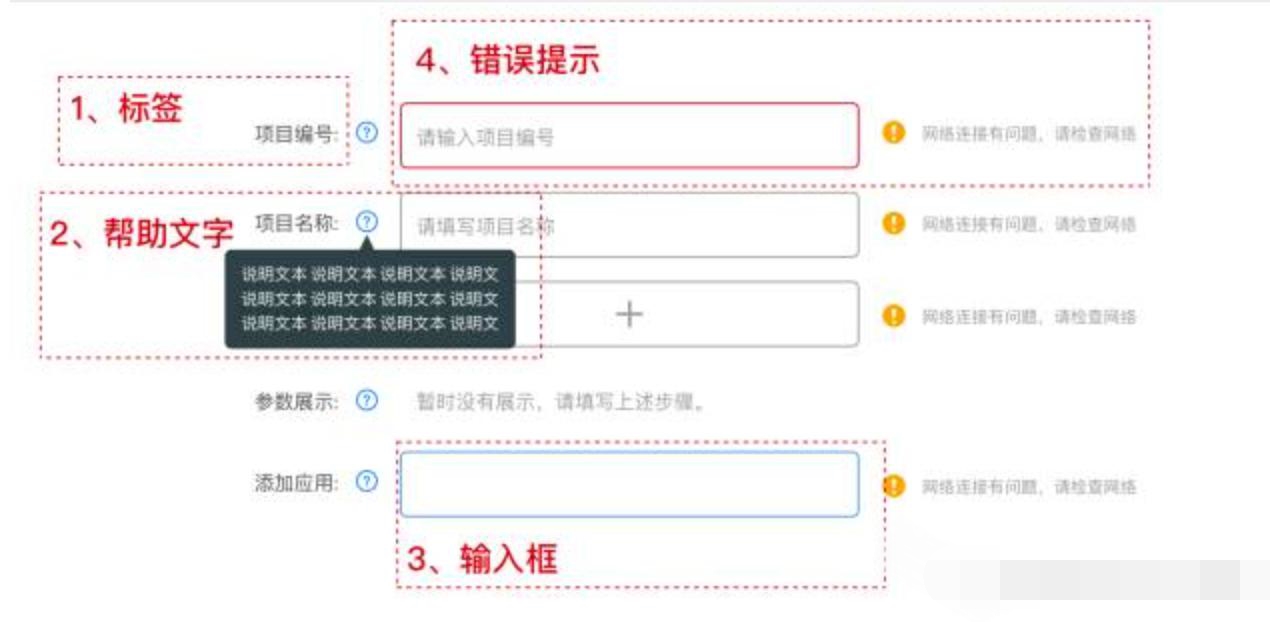 4、错误提示
1、标签
项目编号: ?
请输入项目编号
! 网络连接有问题，请检查网络
2、帮助文字
项目名称: ?
请填写项目名称
! 网络连接有问题，请检查网络
说明文本 说明文本 说明文本 说明文
说明文本 说明文本 说明文本 说明文
说明文本 说明文本 说明文本 说明文
+
! 网络连接有问题，请检查网络
参数展示: ?
暂时没有展示，请填写上述步骤。
添加应用: ?
! 网络连接有问题，请检查网络
3、输入框